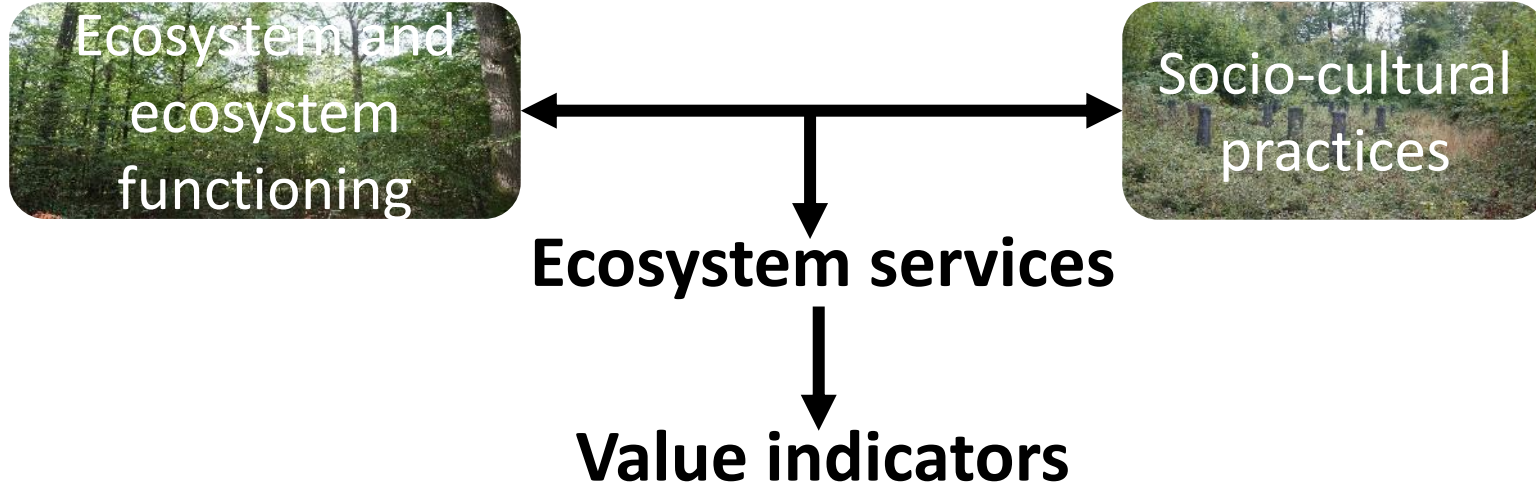 Ecosystem and
ecosystem
functioning
Socio-cultural
practices
Ecosystem services
Value indicators